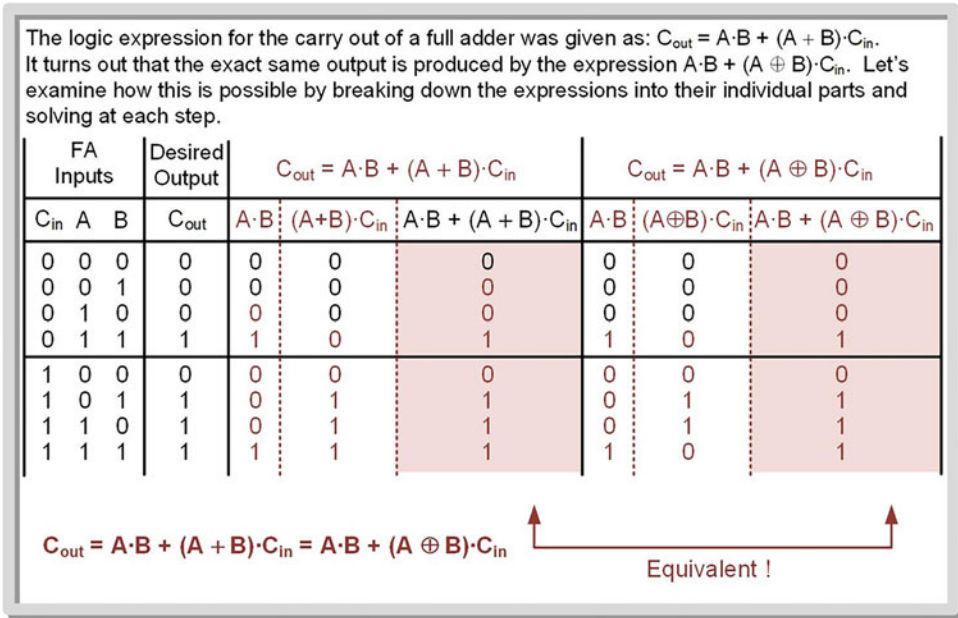 The logic expression for the carry out of a full adder was given as: Cout = A·B + (A + B)·Cin.
It turns out that the exact same output is produced by the expression A·B + (A ⊕ B)·Cin. Let's
examine how this is possible by breaking down the expressions into their individual parts and
solving at each step.
FA Desired
Inputs Output Cout = A·B + (A + B)·Cin Cout = A·B + (A ⊕ B)·Cin
Cin A B Cout A·B (A+B)·Cin A·B + (A + B)·Cin A·B (A⊕B)·Cin A·B + (A ⊕ B)·Cin
0 0 0 0 0 0 0 0 0 0
0 0 1 0 0 0 0 0 0 0
0 1 0 0 0 0 0 0 0 0
0 1 1 1 1 0 1 1 0 1
1 0 0 0 0 0 0 0 0 0
1 0 1 1 0 1 1 0 1 1
1 1 0 1 0 1 1 0 1 1
1 1 1 1 1 1 1 1 0 1
Cout = A·B + (A + B)·Cin = A·B + (A ⊕ B)·Cin
Equivalent !